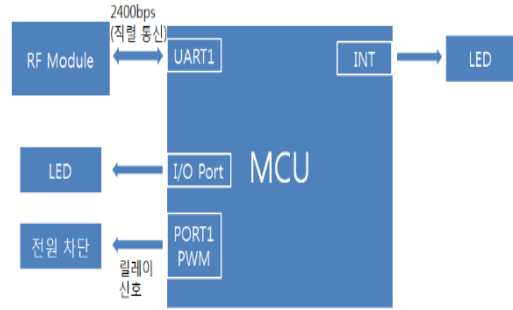 2400bps
(직렬 통신)
RF Module
UART1
INT
LED
LED
I/O Port
MCU
전원 차단
PORT1
PWM
릴레이
신호